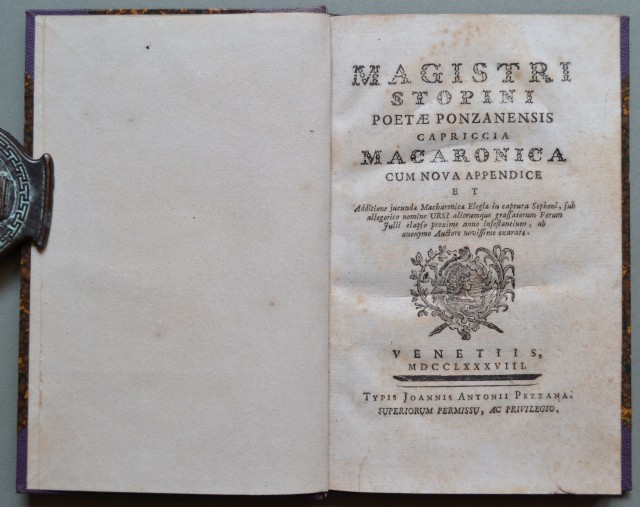 MAGISTRI
STOPINI
POETÆ PONZANENSIS
CAPRICCIA
MACARONICA
CUM NOVA APPENDICE
ET
Additione jucunda Macharonica Elegia in captura Sepheni, sub
allegorico nomine URSI aliorumque grassatorum Forum
Julii elapso proxime anno infestantium, ab
anonymo Auctore novissime exarata.
VENETIIS,
MDCCLXXXVIII.
TYPIS JOANNIS ANTONII PEZZANA.
SUPERIORUM PERMISSU, AC PRIVILEGIO.